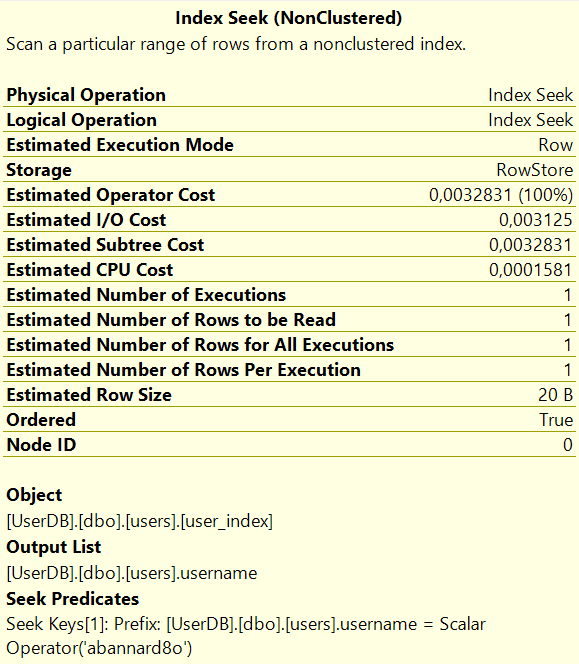 Index Seek (NonClustered)
Scan a particular range of rows from a nonclustered index.
Physical Operation Index Seek
Logical Operation Index Seek
Estimated Execution Mode Row
Storage RowStore
Estimated Operator Cost 0,0032831 (100%)
Estimated I/O Cost 0,003125
Estimated Subtree Cost 0,0032831
Estimated CPU Cost 0,0001581
Estimated Number of Executions 1
Estimated Number of Rows to be Read 1
Estimated Number of Rows for All Executions 1
Estimated Number of Rows Per Execution 1
Estimated Row Size 20 B
Ordered True
Node ID 0
Object
[UserDB].[dbo].[users].[user_index]
Output List
[UserDB].[dbo].[users].username
Seek Predicates
Seek Keys[1]: Prefix: [UserDB].[dbo].[users].username = Scalar
Operator('abannard8o')